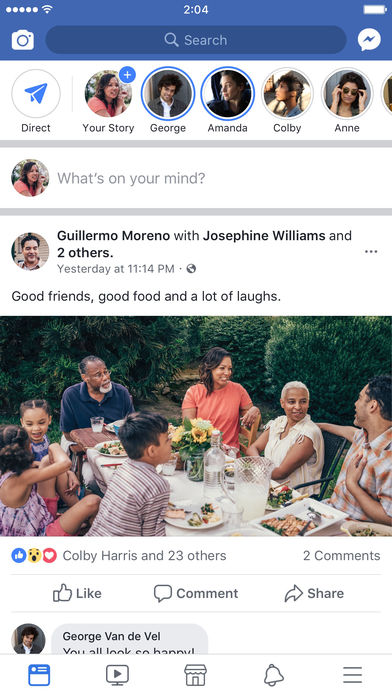 2:04
Search
Direct
Your Story
George
Amanda
Colby
Anne
What's on your mind?
Guillermo Moreno with Josephine Williams and
2 others.
Yesterday at 11:14 PM ·
Good friends, good food and a lot of laughs.
Colby Harris and 23 others
2 Comments
Like
Comment
Share
George Van de Vel
You all look so happy!